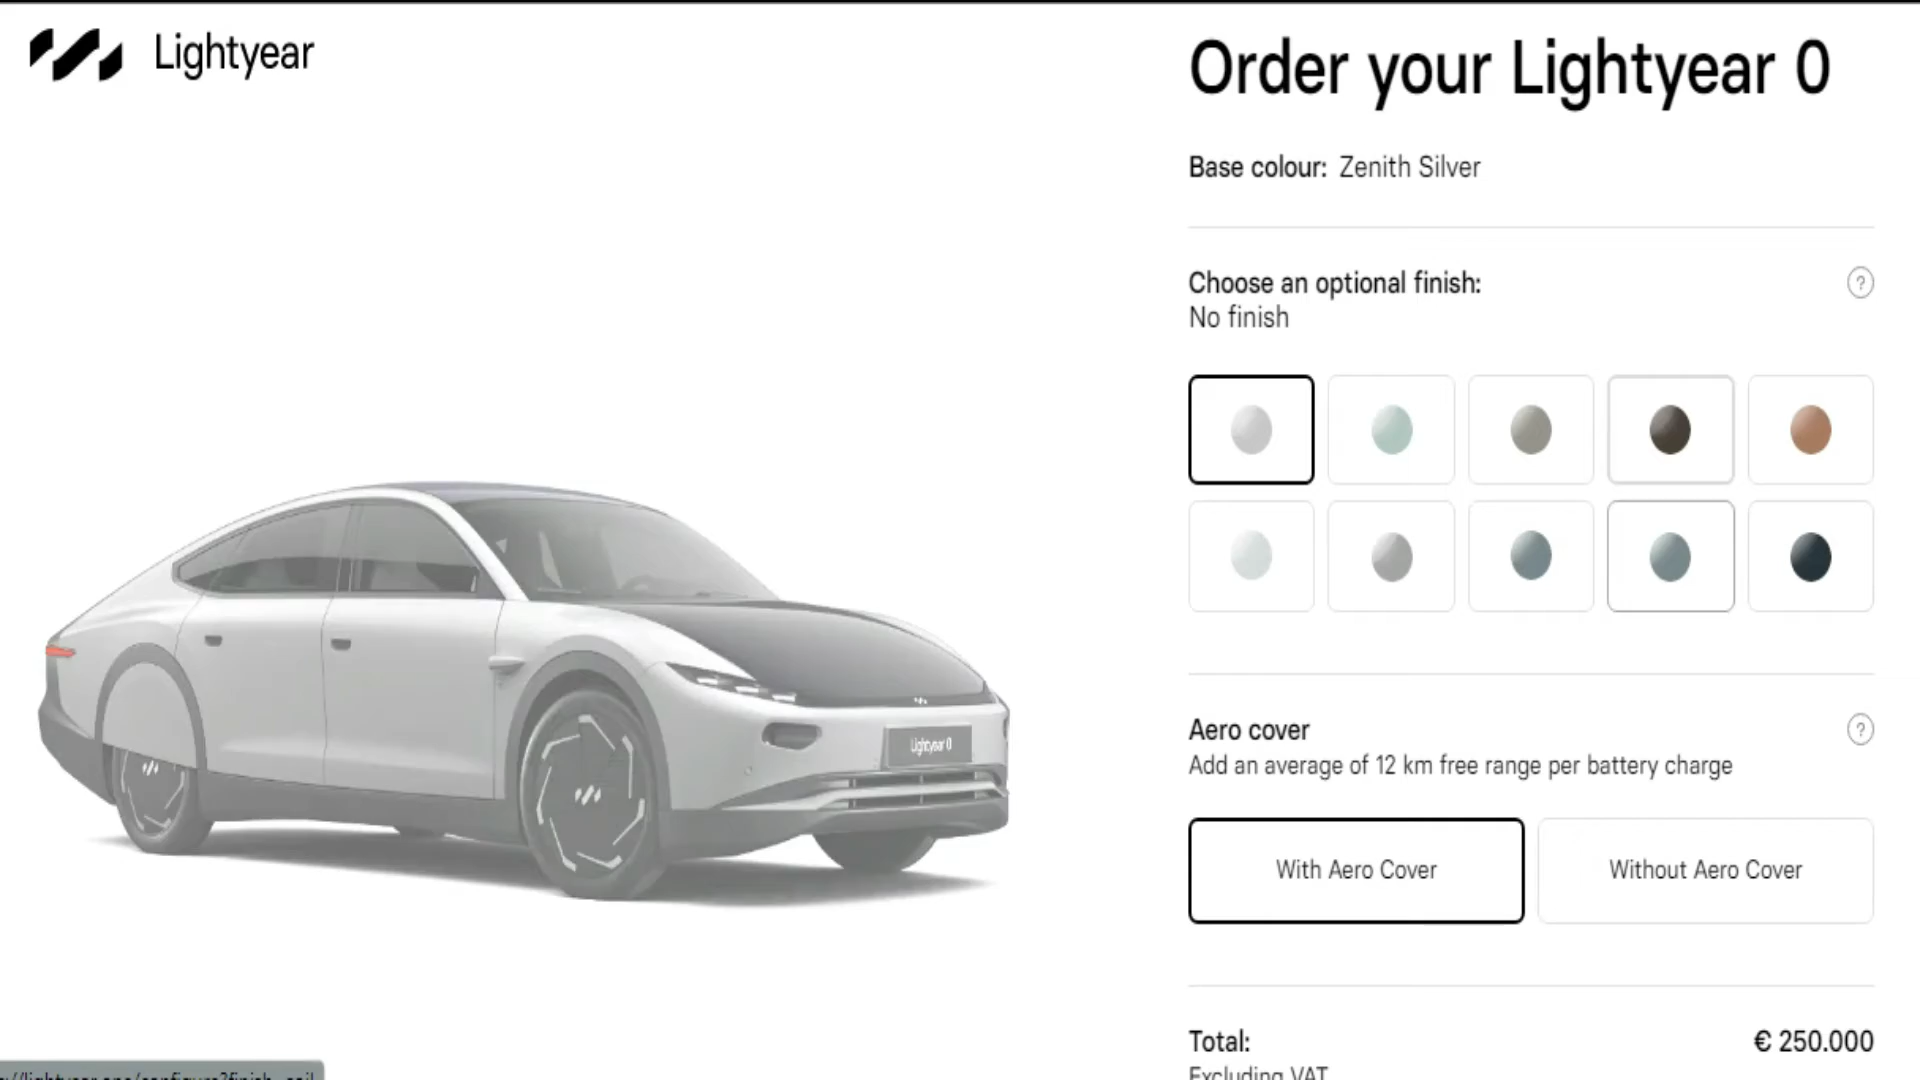 Lightyear
Order your Lightyear 0
Base colour: Zenith Silver
Choose an optional finish:
?
No finish
Lightyear 0
Aero cover
?
Add an average of 12 km free range per battery charge
With Aero Cover
Without Aero Cover
Total:
€ 250.000
Excluding VAT